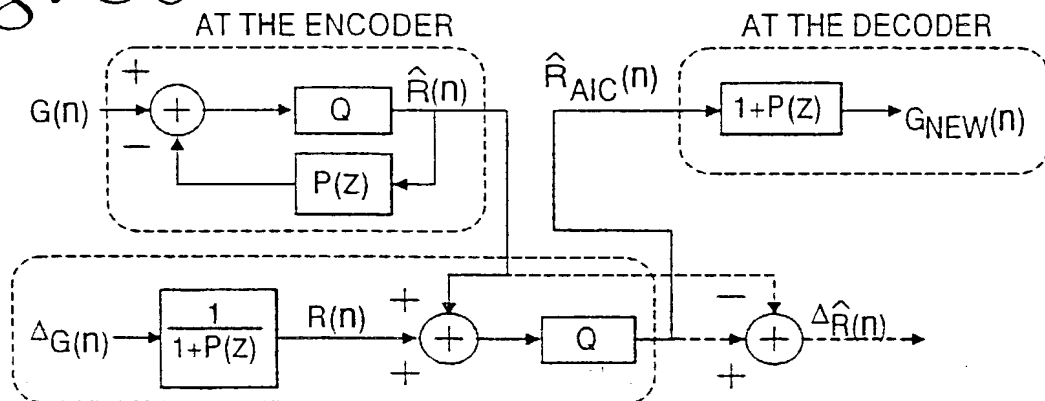 AT THE ENCODER
AT THE DECODER
+
G(n)
+
−
Q
R̂(n)
P(Z)
R̂AIC(n)
1+P(Z)
GNEW(n)
ΔG(n)
1
1+P(Z)
R(n)
+
+
+
Q
−
+
+
ΔR̂(n)